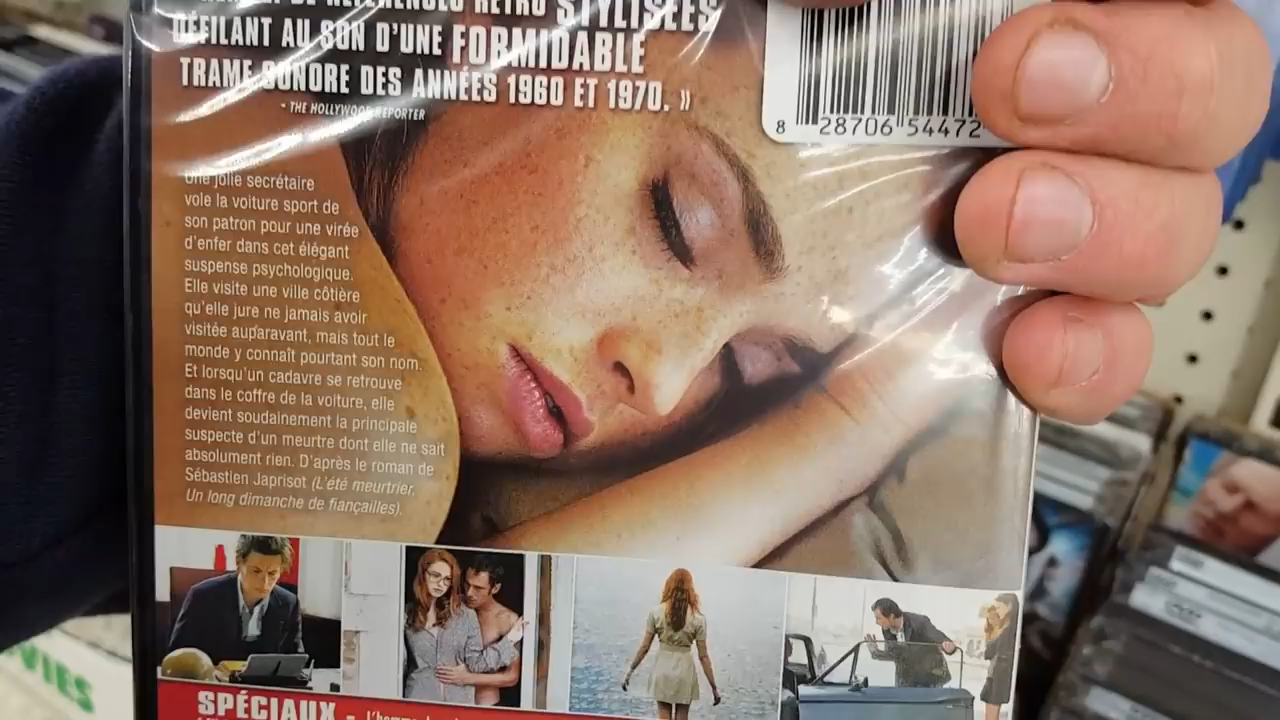 DE RÉFÉRENCES RÉTRO STYLISÉES
DÉFILANT AU SON D'UNE FORMIDABLE
TRAME SONORE DES ANNÉES 1960 ET 1970. »
- THE HOLLYWOOD REPORTER
8 28706 54472
Une jolie secrétaire
vole la voiture sport de
son patron pour une virée
d'enfer dans cet élégant
suspense psychologique.
Elle visite une ville côtière
qu'elle jure ne jamais avoir
visitée auparavant, mais tout le
monde y connaît pourtant son nom.
Et lorsqu'un cadavre se retrouve
dans le coffre de la voiture, elle
devient soudainement la principale
suspecte d'un meurtre dont elle ne sait
absolument rien. D'après le roman de
Sébastien Japrisot (L'été meurtrier,
Un long dimanche de fiançailles).
SPÉCIAUX -